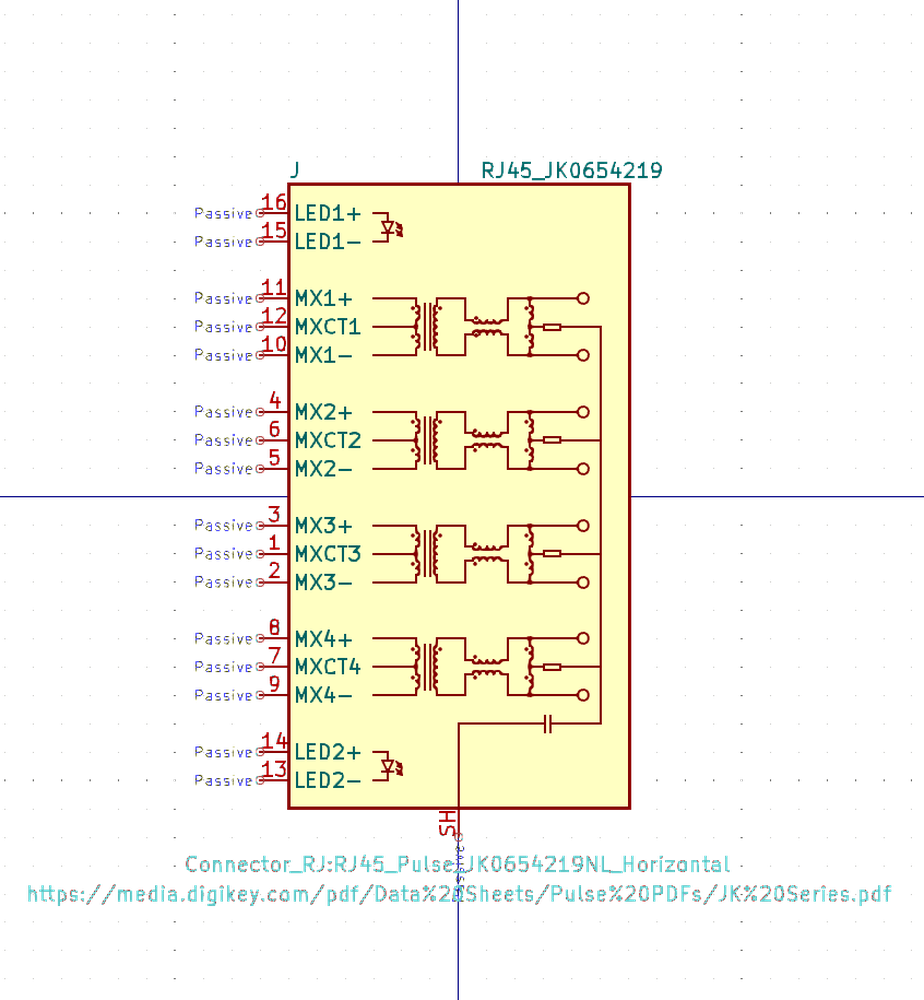 J RJ45_JK0654219
Passive 16 LED1+
Passive 15 LED1-
Passive 11 MX1+
Passive 12 MXCT1
Passive 10 MX1-
Passive 4 MX2+
Passive 6 MXCT2
Passive 5 MX2-
Passive 3 MX3+
Passive 1 MXCT3
Passive 2 MX3-
Passive 8 MX4+
Passive 7 MXCT4
Passive 9 MX4-
Passive 14 LED2+
Passive 13 LED2-
SH
Passive
Connector_RJ:RJ45_Pulse_JK0654219NL_Horizontal
https://media.digikey.com/pdf/Data%20Sheets/Pulse%20PDFs/JK%20Series.pdf